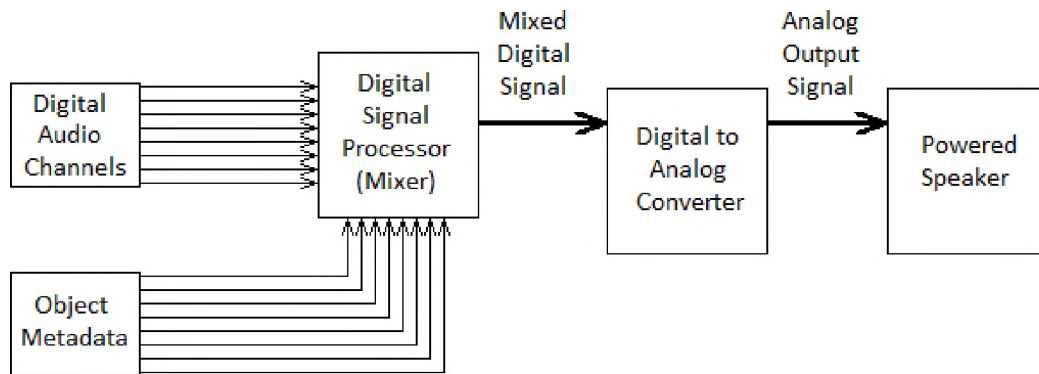 Digital
Audio
Channels
Digital
Signal
Processor
(Mixer)
Mixed
Digital
Signal
Digital to
Analog
Converter
Analog
Output
Signal
Powered
Speaker
Object
Metadata